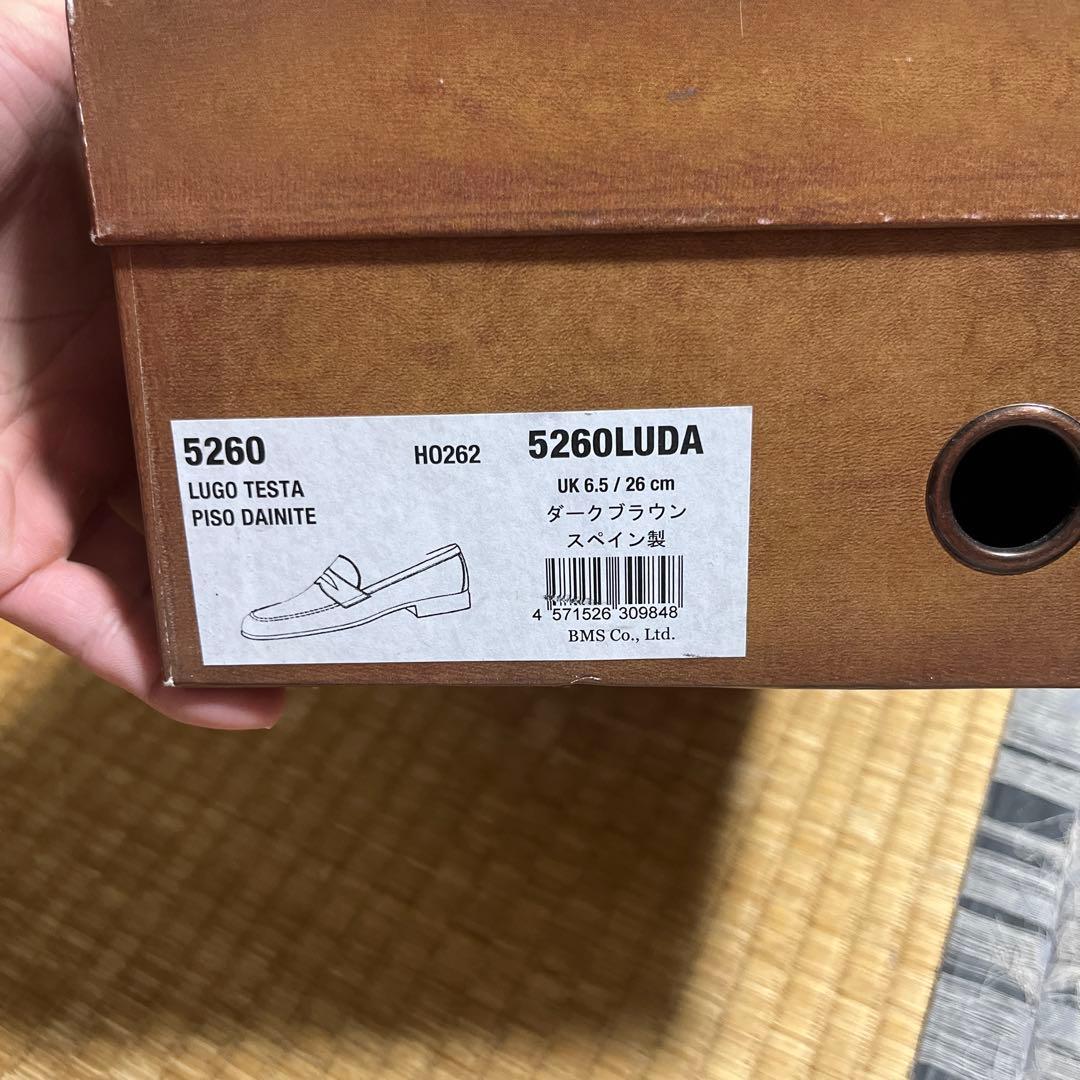 5260
HO262
LUGO TESTA
PISO DAINITE
5260LUDA
UK 6.5 / 26 cm
ダークブラウン
スペイン製
4 571526 309848
BMS Co., Ltd.